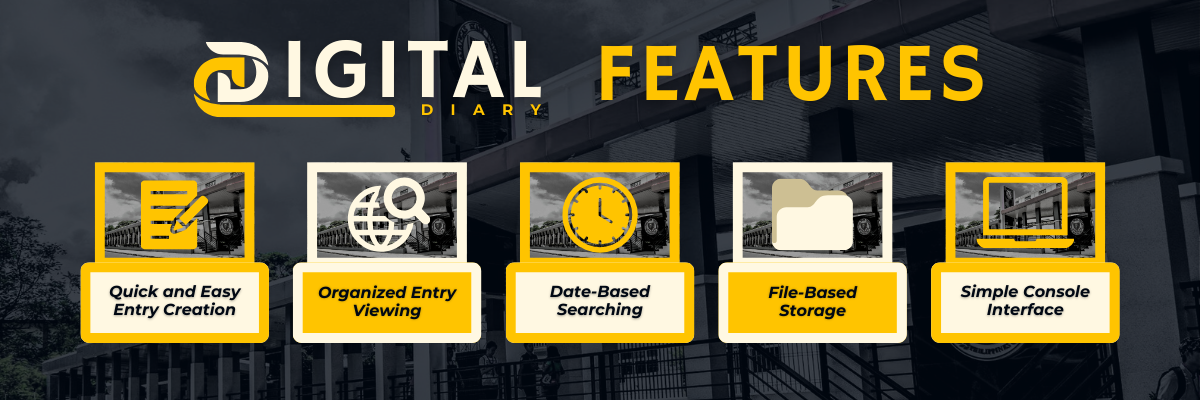 DIGITAL FEATURES
DIARY
Quick and Easy
Entry Creation
Organized Entry
Viewing
Date-Based
Searching
File-Based
Storage
Simple Console
Interface